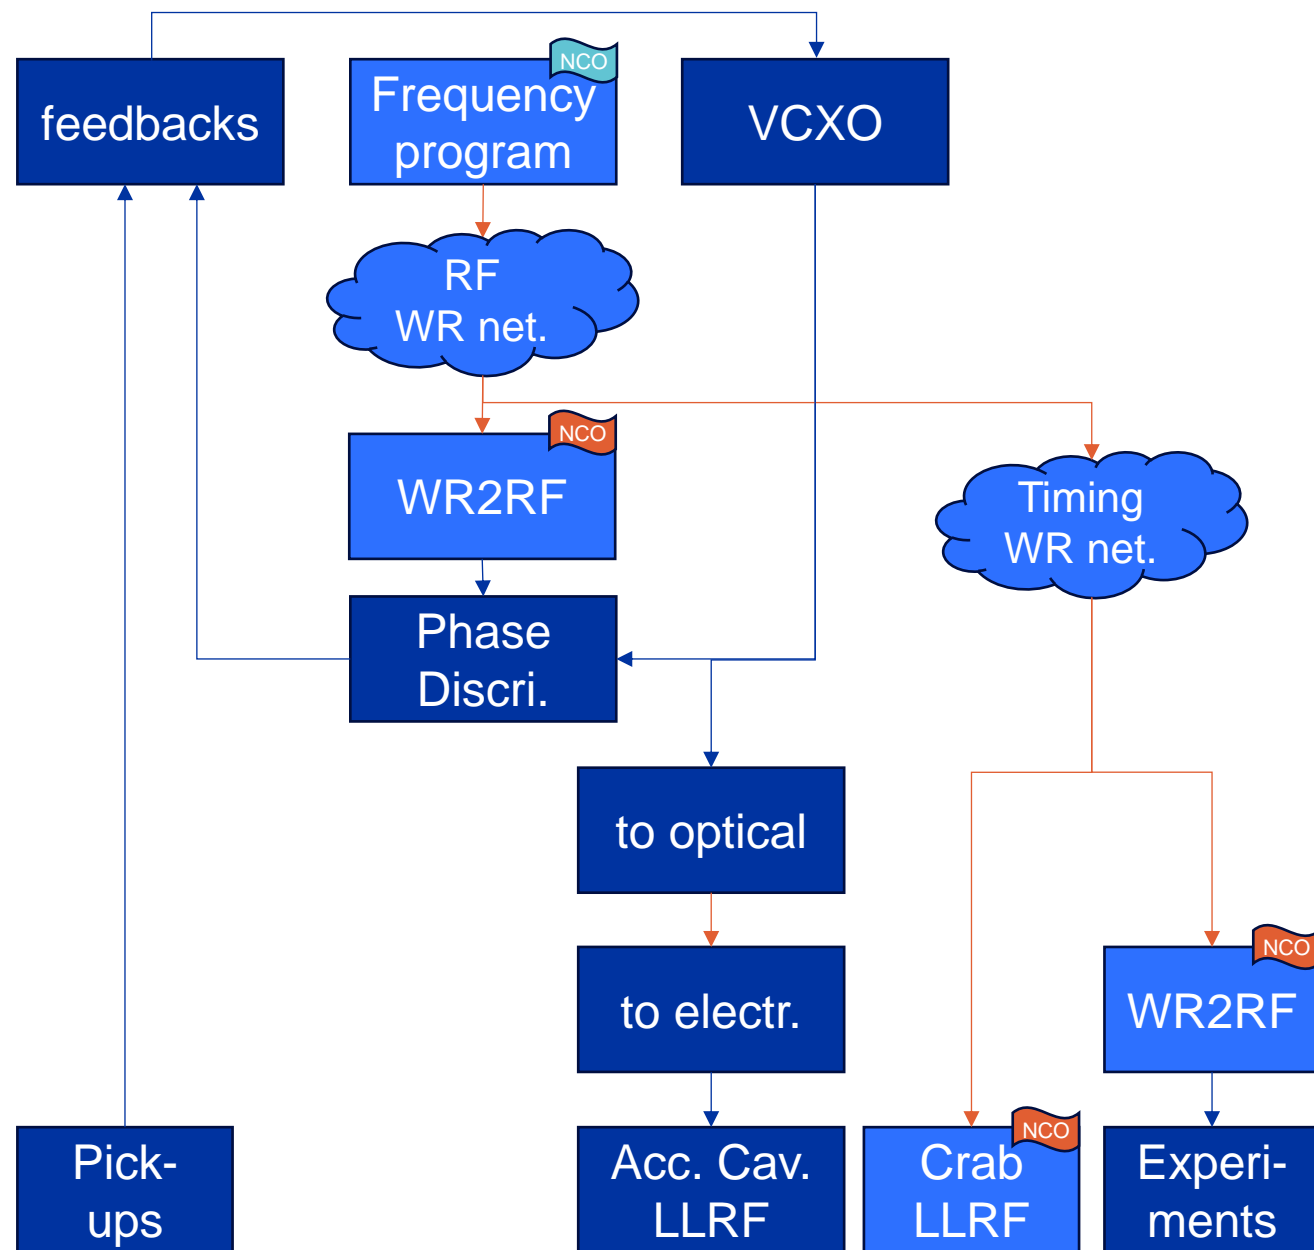 feedbacks
NCO
Frequency
program
VCXO
RF
WR net.
NCO
WR2RF
Timing
WR net.
Phase
Discri.
to optical
to electr.
NCO
WR2RF
Pick-
ups
Acc. Cav.
LLRF
NCO
Crab
LLRF
Experi-
ments